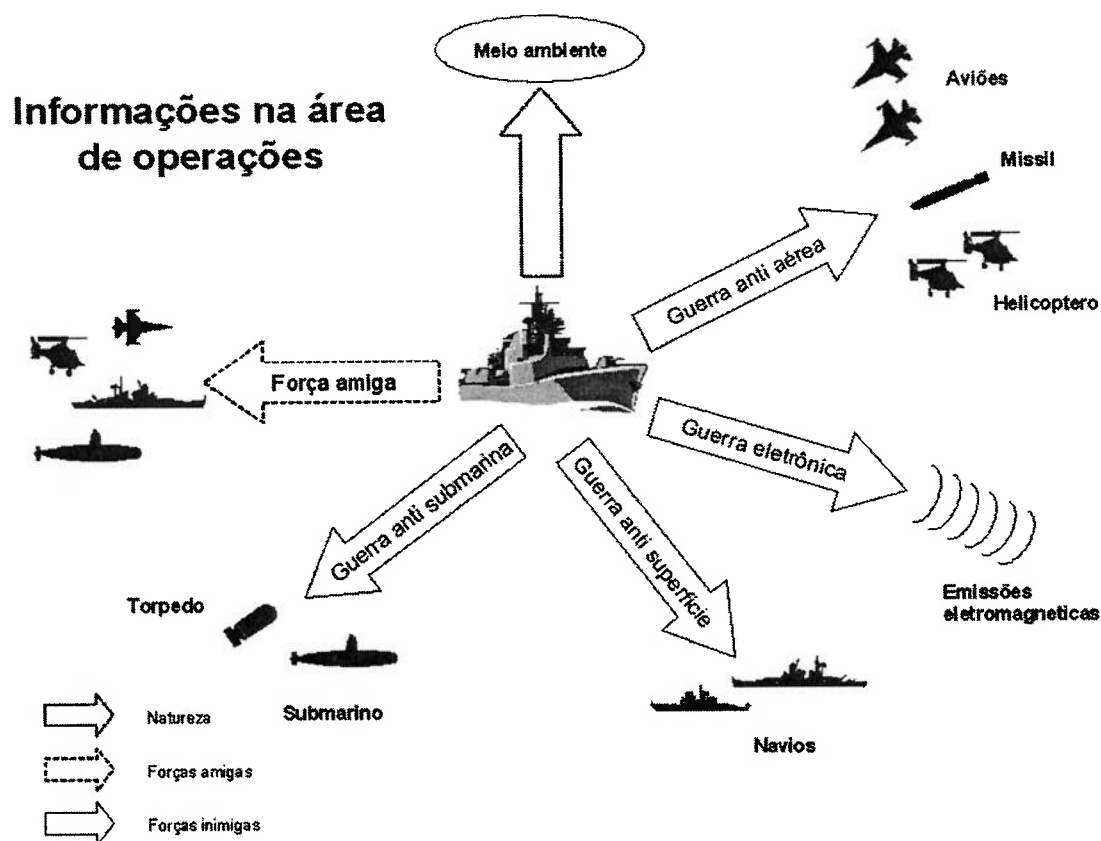 Meio ambiente
Informações na área
de operações
Aviões
Missil
Guerra anti aérea
Helicoptero
Força amiga
Guerra eletrônica
Guerra anti submarina
Guerra anti superfície
Emissões
eletromagneticas
Torpedo
Submarino
Navios
Natureza
Forças amigas
Forças inimigas